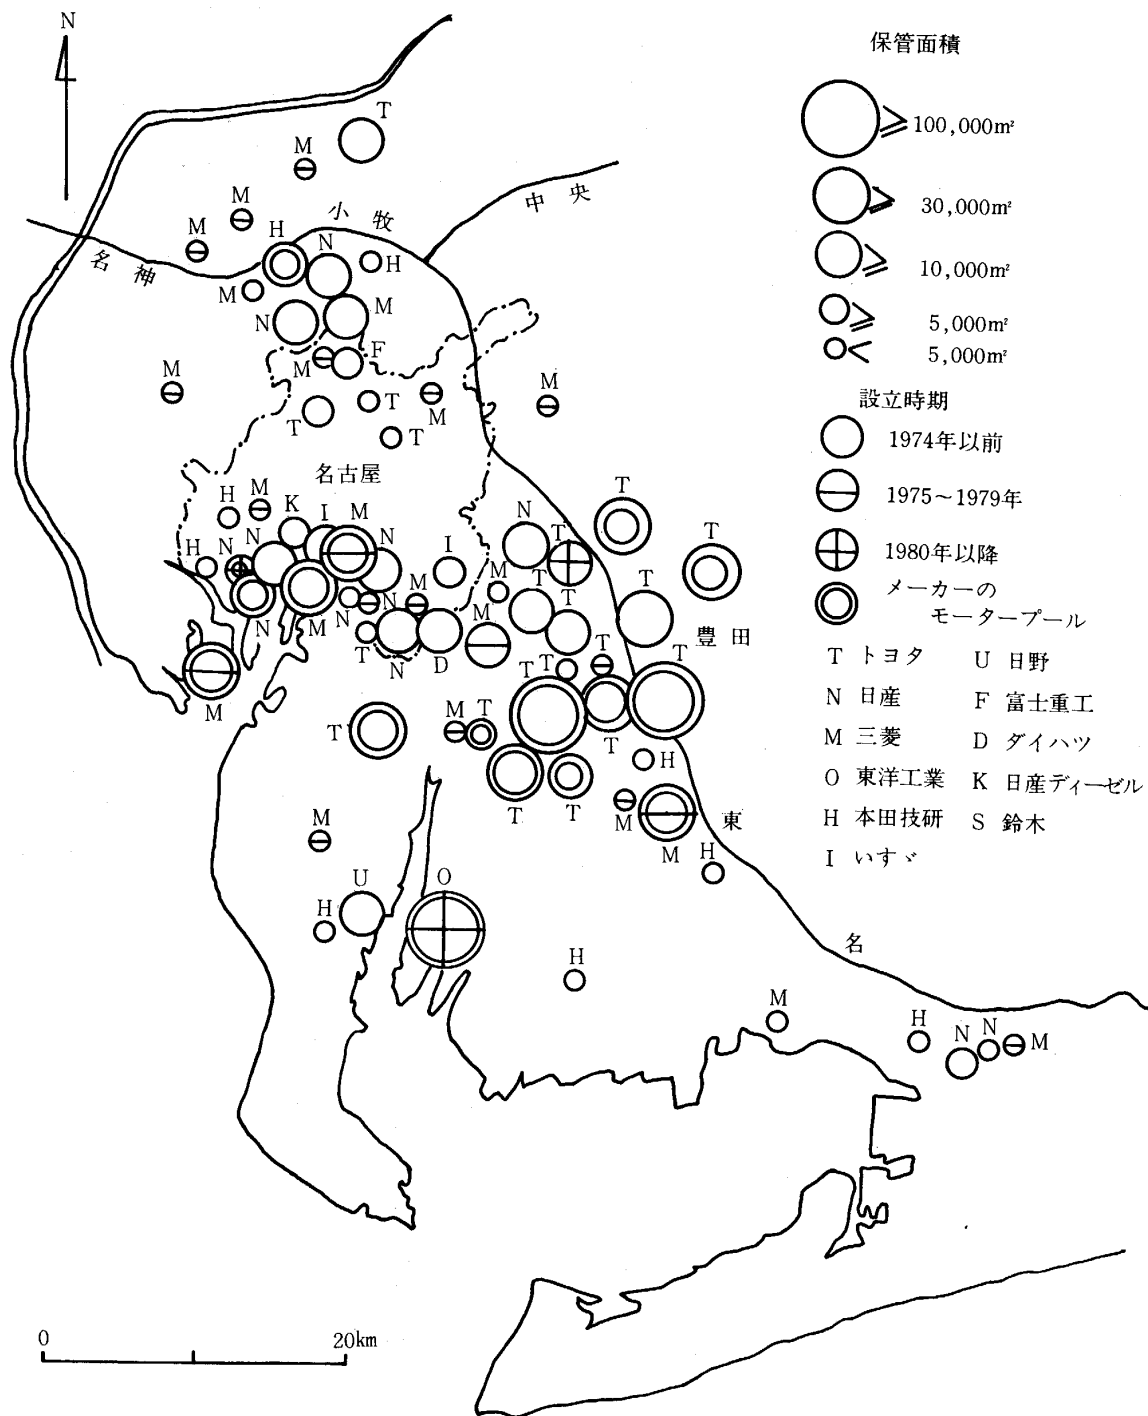 N
T
M
M
M
小牧
中央
名神
H
N
H
M
N
M
M
F
M
T
T
M
T
M
名古屋
H
M
K
I
M
N
H
N
N
I
N
M
N
M
T
N
D
M
M
N
T
T
T
T
T
T
豊田
T
T
T
T
T
T
T
M
T
T
T
H
M
M
東
H
M
U
O
H
H
名
M
H
N
N
M
0
20km
保管面積
≧100,000m²
≧30,000m²
≧10,000m²
≧5,000m²
<5,000m²
設立時期
1974年以前
1975～1979年
1980年以降
メーカーの
モータープール
T トヨタ U 日野
N 日産 F 富士重工
M 三菱 D ダイハツ
O 東洋工業 K 日産ディーゼル
H 本田技研 S 鈴木
I いすゞ